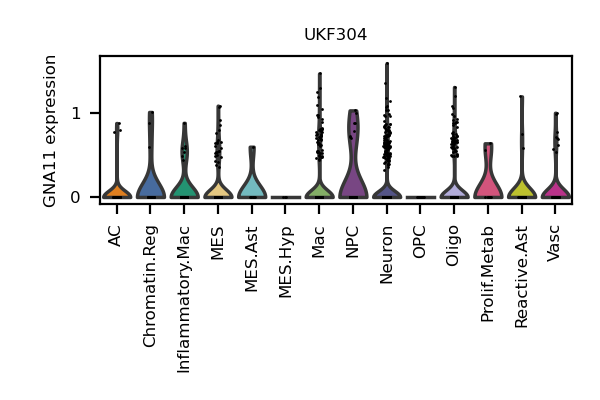 UKF304
GNA11 expression
1
0
AC
Chromatin.Reg
Inflammatory.Mac
MES
MES.Ast
MES.Hyp
Mac
NPC
Neuron
OPC
Oligo
Prolif.Metab
Reactive.Ast
Vasc